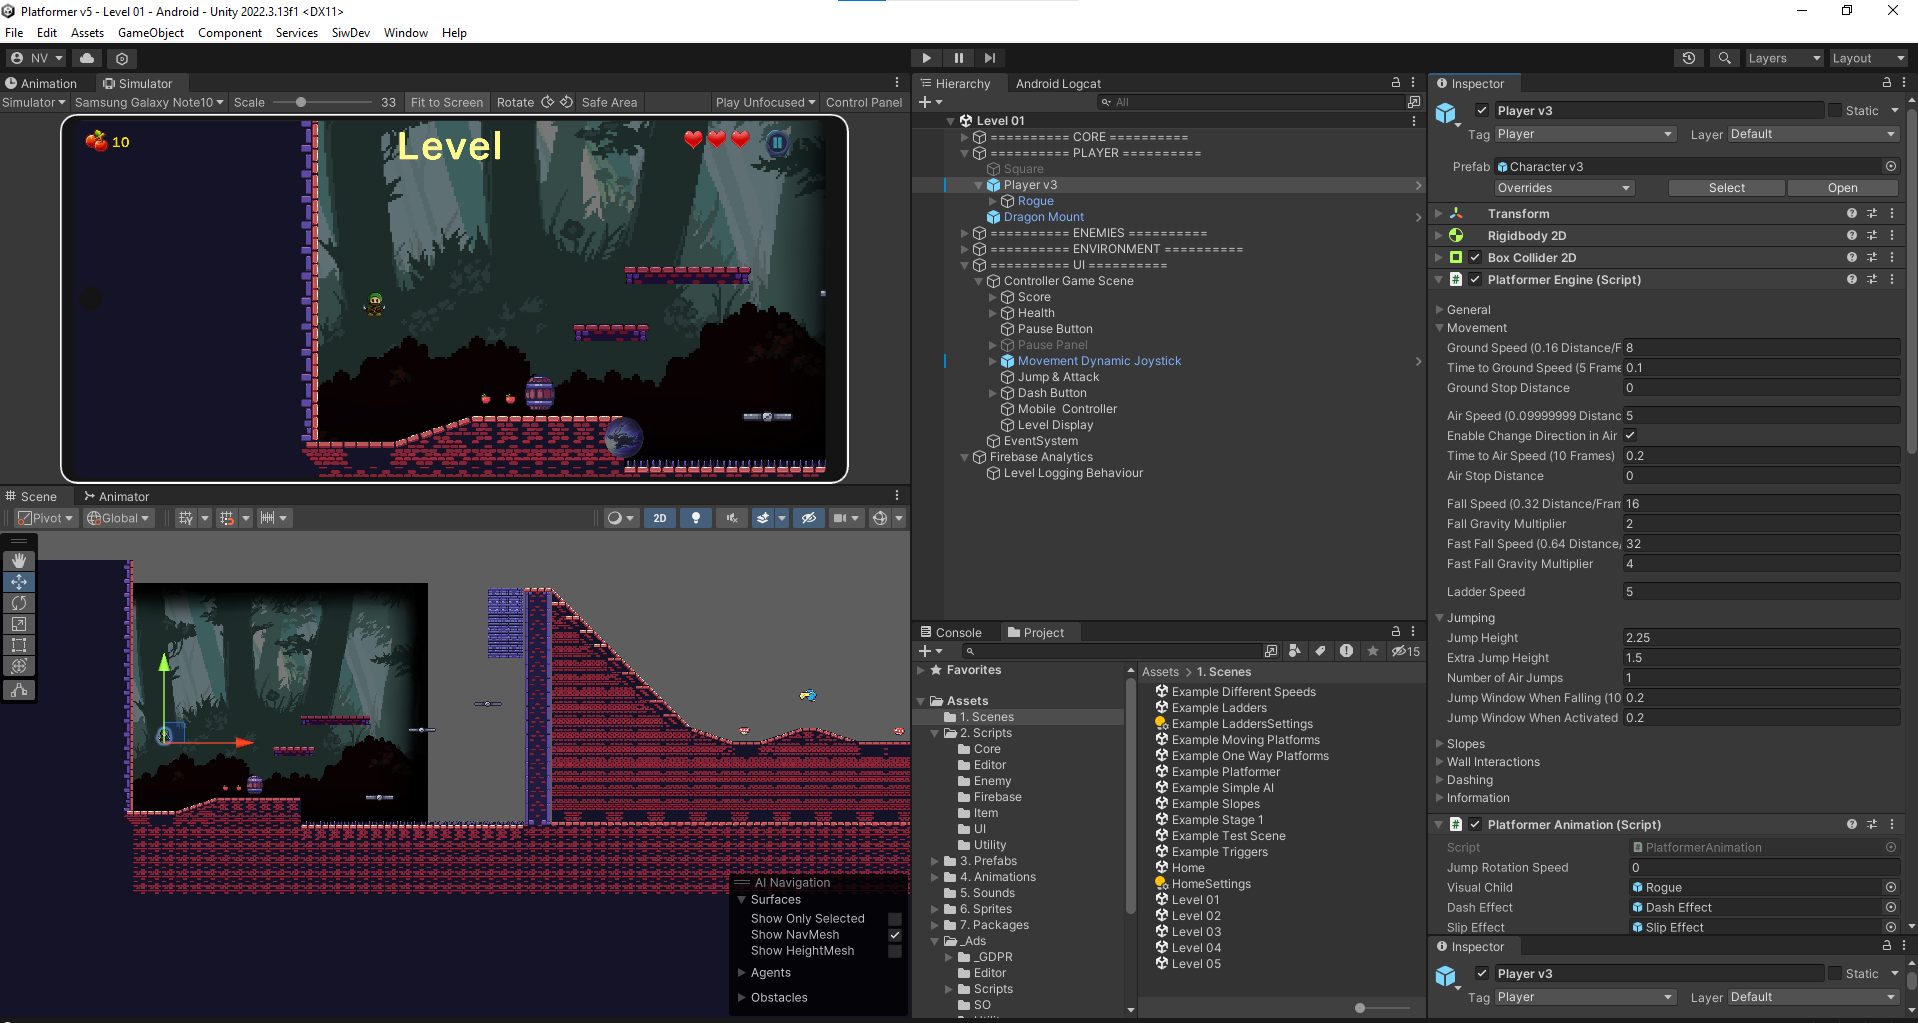 Platformer v5 - Level 01 - Android - Unity 2022.3.13f1 <DX11>
File Edit Assets GameObject Component Services SiwDev Window Help
NV
Layers Layout
Animation Simulator
Simulator Samsung Galaxy Note10 Scale 33 Fit to Screen Rotate Safe Area Play Unfocused Control Panel
10
Level
Scene Animator
Pivot Global 2D
AI Navigation
Surfaces
Show Only Selected
Show NavMesh
Show HeightMesh
Agents
Obstacles
Hierarchy Android Logcat
All
Level 01
========== CORE ==========
========== PLAYER ==========
Square
Player v3
Rogue
Dragon Mount
========== ENEMIES ==========
========== ENVIRONMENT ==========
========== UI ==========
Controller Game Scene
Score
Health
Pause Button
Pause Panel
Movement Dynamic Joystick
Jump & Attack
Dash Button
Mobile Controller
Level Display
EventSystem
Firebase Analytics
Level Logging Behaviour
Console Project
15
Favorites
Assets
1. Scenes
2. Scripts
Core
Editor
Enemy
Firebase
Item
UI
Utility
3. Prefabs
4. Animations
5. Sounds
6. Sprites
7. Packages
_Ads
_GDPR
Editor
Scripts
SO
Assets > 1. Scenes
Example Different Speeds
Example Ladders
Example LaddersSettings
Example Moving Platforms
Example One Way Platforms
Example Platformer
Example Simple AI
Example Slopes
Example Stage 1
Example Test Scene
Example Triggers
Home
HomeSettings
Level 01
Level 02
Level 03
Level 04
Level 05
Inspector
Player v3 Static
Tag Player Layer Default
Prefab Character v3
Overrides Select Open
Transform
Rigidbody 2D
Box Collider 2D
Platformer Engine (Script)
General
Movement
Ground Speed (0.16 Distance/F 8
Time to Ground Speed (5 Frame 0.1
Ground Stop Distance 0
Air Speed (0.09999999 Distanc 5
Enable Change Direction in Air
Time to Air Speed (10 Frames) 0.2
Air Stop Distance 0
Fall Speed (0.32 Distance/Fran 16
Fall Gravity Multiplier 2
Fast Fall Speed (0.64 Distance/ 32
Fast Fall Gravity Multiplier 4
Ladder Speed 5
Jumping
Jump Height 2.25
Extra Jump Height 1.5
Number of Air Jumps 1
Jump Window When Falling (10 0.2
Jump Window When Activated 0.2
Slopes
Wall Interactions
Dashing
Information
Platformer Animation (Script)
Script PlatformerAnimation
Jump Rotation Speed 0
Visual Child Rogue
Dash Effect Dash Effect
Slip Effect Slip Effect
Inspector
Player v3 Static
Tag Player Layer Default